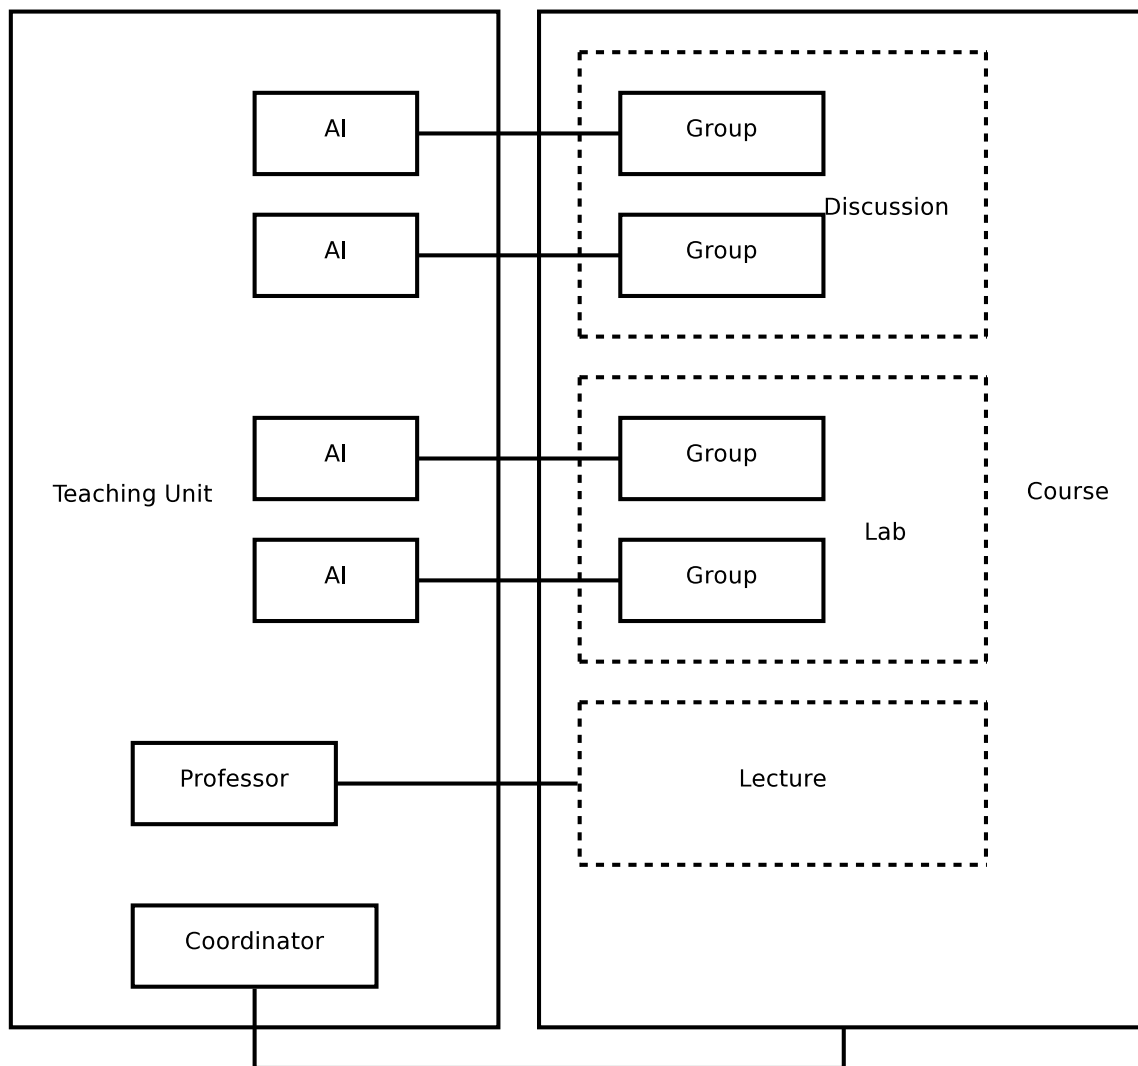 AI
Group
Discussion
AI
Group
AI
Group
Teaching Unit
Course
Lab
AI
Group
Professor
Lecture
Coordinator